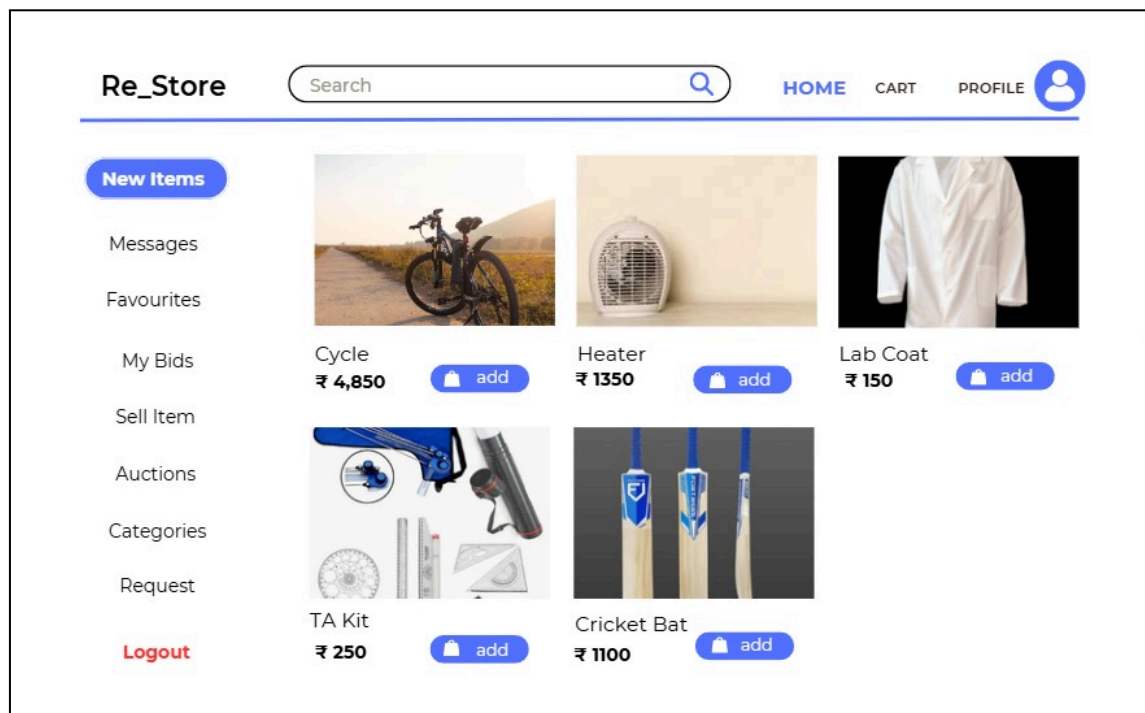 Re_Store
Search
HOME
CART
PROFILE
New Items
Messages
Favourites
My Bids
Sell Item
Auctions
Categories
Request
Logout
Cycle
₹ 4,850
add
Heater
₹ 1350
add
Lab Coat
₹ 150
add
TA Kit
₹ 250
add
Cricket Bat
₹ 1100
add